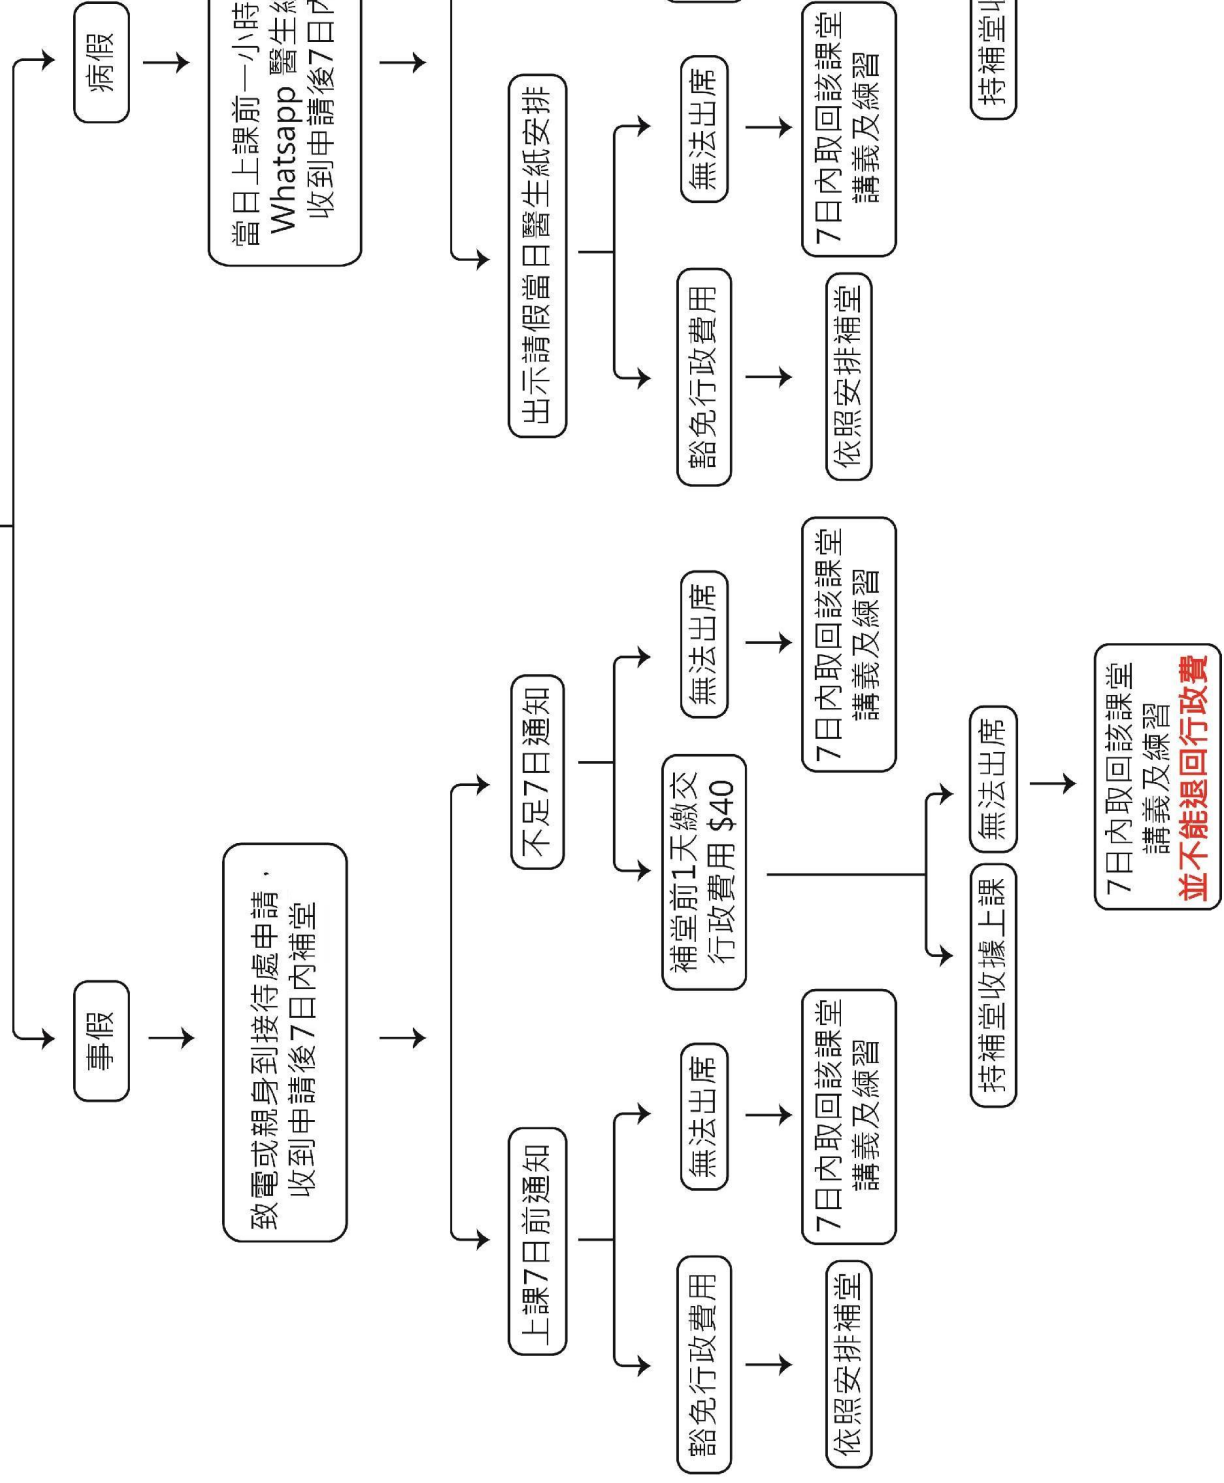 事假
病假
致電或親身到接待處申請，
收到申請後7日內補堂
當日上課前一小時
Whatsapp 醫生紙
收到申請後7日內
上課7日前通知
不足7日通知
出示請假當日醫生紙安排
豁免行政費用
無法出席
補堂前1天繳交
行政費用 $40
無法出席
豁免行政費用
無法出席
依照安排補堂
7日內取回該課堂
講義及練習
7日內取回該課堂
講義及練習
依照安排補堂
7日內取回該課堂
講義及練習
持補堂收據上課
無法出席
持補堂收
7日內取回該課堂
講義及練習
並不能退回行政費